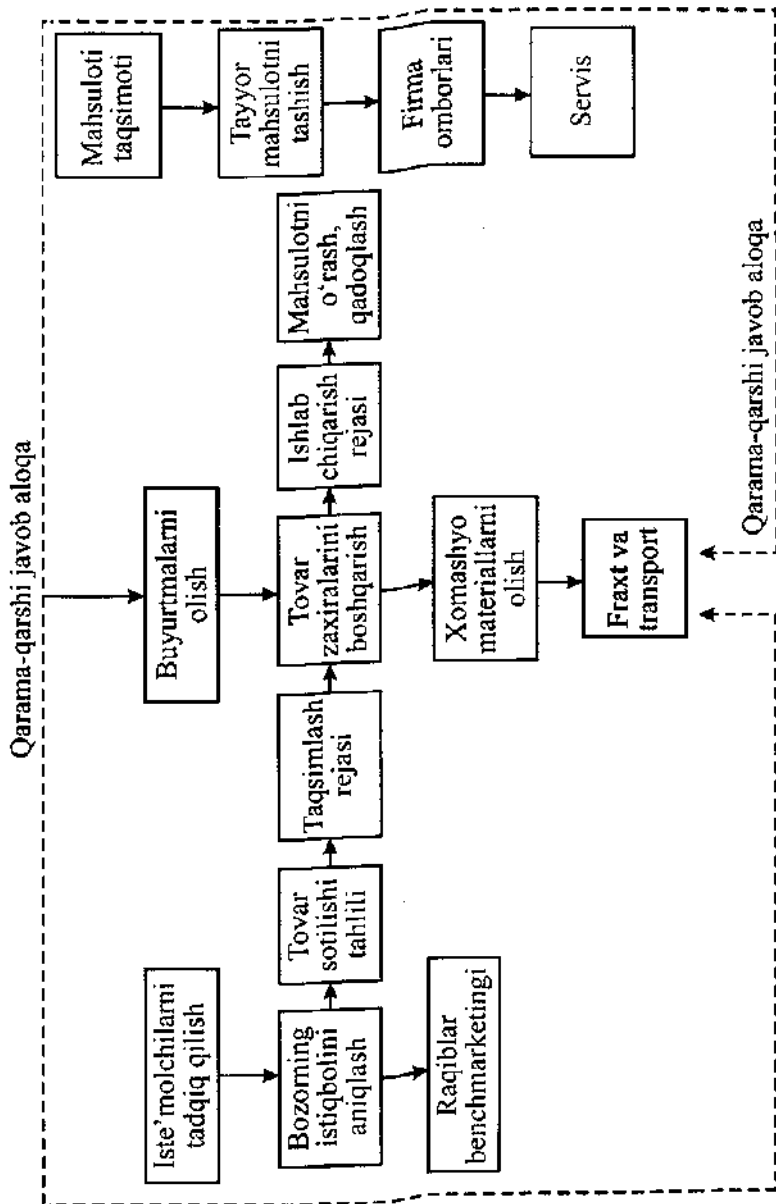 Qarama-qarshi javob aloqa
Iste’molchilarni
tadqiq qilish
Buyurtmalarni
olish
Mahsuloti
taqsimoti
Bozorning
istiqbolini
aniqlash
Tovar
sotilishi
tahlili
Taqsimlash
rejasi
Tovar
zaxiralarini
boshqarish
Ishlab
chiqarish
rejasi
Mahsulotni
o‘rash,
qadoqlash
Tayyor
mahsulotni
tashish
Raqiblar
benchmarketingi
Xomashyo
materiallarni
olish
Firma
omborlari
Fraxt va
transport
Servis
Qarama-qarshi javob aloqa